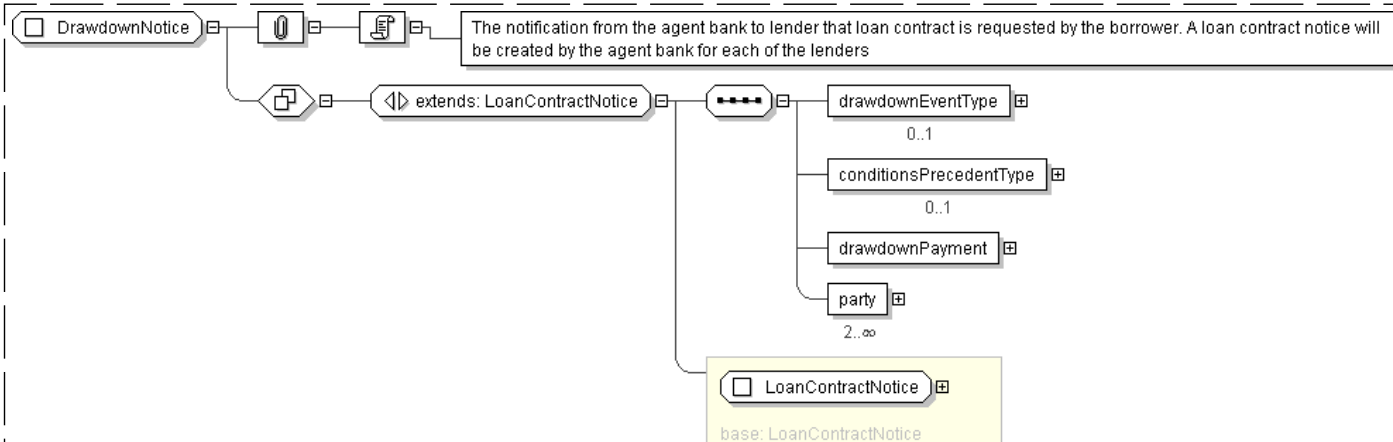 DrawdownNotice
The notification from the agent bank to lender that loan contract is requested by the borrower. A loan contract notice will
be created by the agent bank for each of the lenders
extends: LoanContractNotice
drawdownEventType
0..1
conditionsPrecedentType
0..1
drawdownPayment
party
2..∞
LoanContractNotice
base: LoanContractNotice